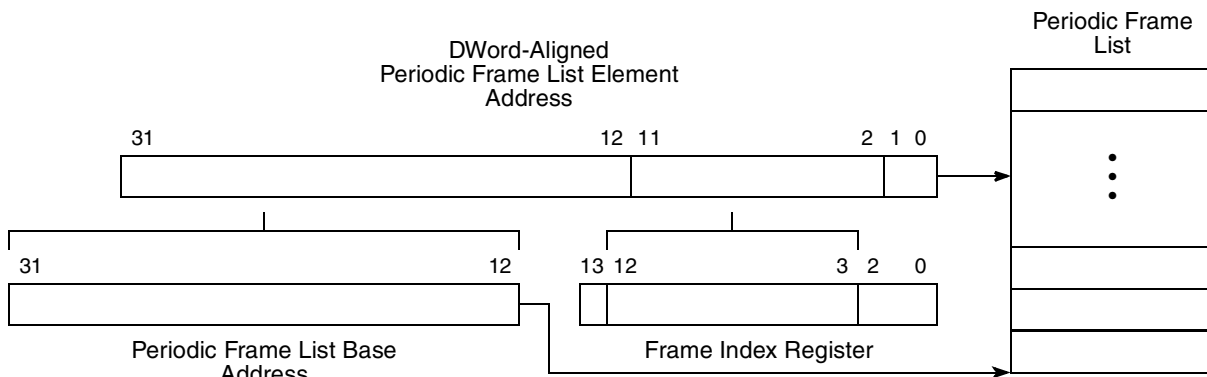 Periodic Frame
List
DWord-Aligned
Periodic Frame List Element
Address
31 12 11 2 1 0
31 12 13 12 3 2 0
Periodic Frame List Base
Address
Frame Index Register